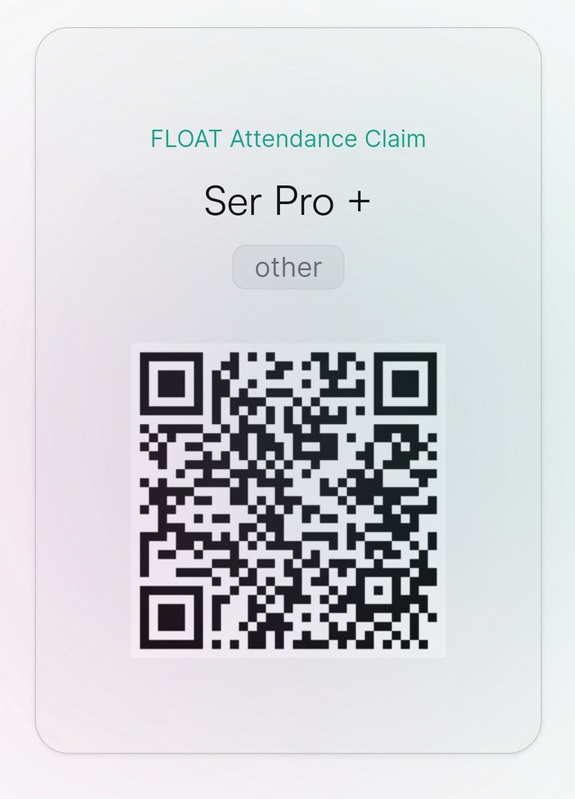 FLOAT Attendance Claim
Ser Pro +
other